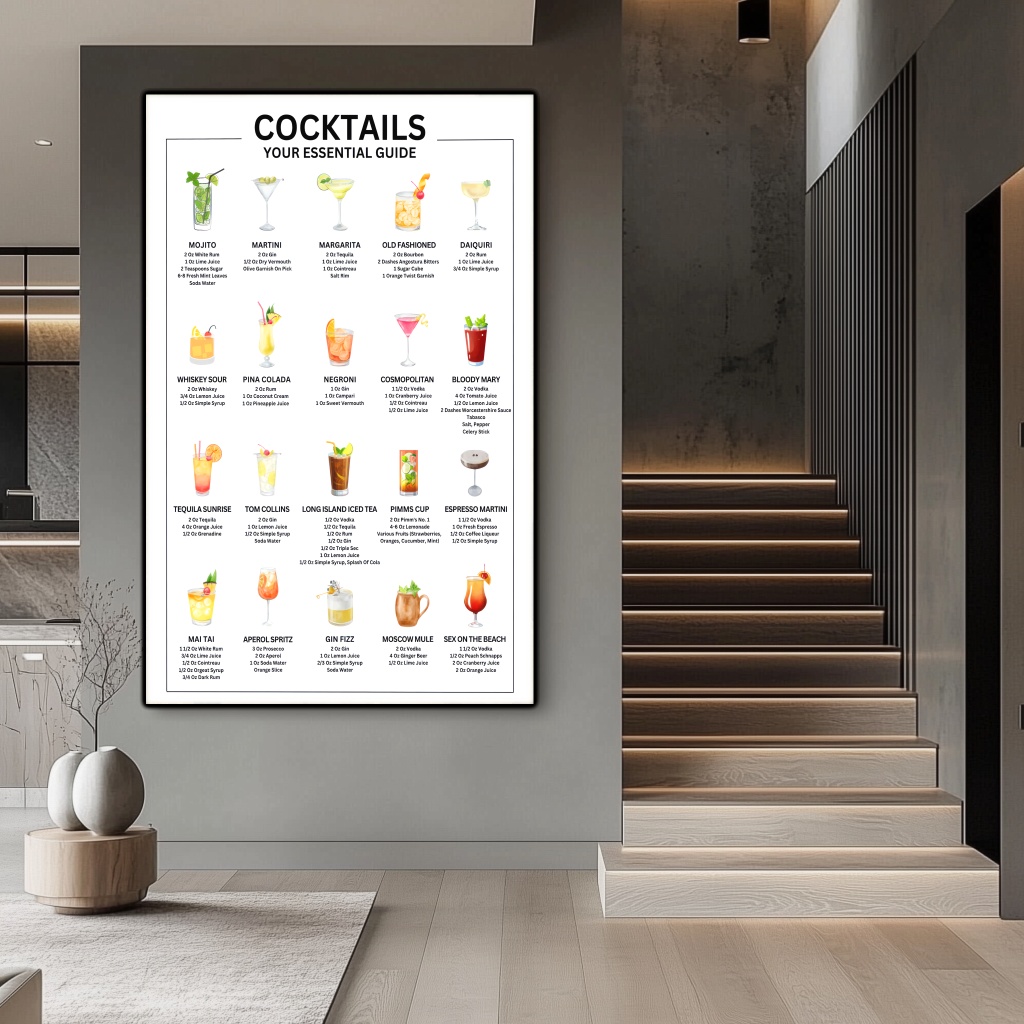 COCKTAILS
YOUR ESSENTIAL GUIDE
MOJITO
2 Oz White Rum
1 Oz Lime Juice
2 Teaspoons Sugar
6-8 Fresh Mint Leaves
Soda Water
MARTINI
2 Oz Gin
1/2 Oz Dry Vermouth
Olive Garnish On Pick
MARGARITA
2 Oz Tequila
1 Oz Lime Juice
1 Oz Cointreau
Salt Rim
OLD FASHIONED
2 Oz Bourbon
2 Dashes Angostura Bitters
1 Sugar Cube
1 Orange Twist Garnish
DAIQUIRI
2 Oz Rum
1 Oz Lime Juice
3/4 Oz Simple Syrup
WHISKEY SOUR
2 Oz Whiskey
3/4 Oz Lemon Juice
1/2 Oz Simple Syrup
PINA COLADA
2 Oz Rum
1 Oz Coconut Cream
1 Oz Pineapple Juice
NEGRONI
1 Oz Gin
1 Oz Campari
1 Oz Sweet Vermouth
COSMOPOLITAN
1 1/2 Oz Vodka
1 Oz Cranberry Juice
1/2 Oz Cointreau
1/2 Oz Lime Juice
BLOODY MARY
2 Oz Vodka
4 Oz Tomato Juice
1/2 Oz Lemon Juice
2 Dashes Worcestershire Sauce
Tabasco
Salt, Pepper
Celery Stick
TEQUILA SUNRISE
2 Oz Tequila
4 Oz Orange Juice
1/2 Oz Grenadine
TOM COLLINS
2 Oz Gin
1 Oz Lemon Juice
1/2 Oz Simple Syrup
Soda Water
LONG ISLAND ICED TEA
1/2 Oz Vodka
1/2 Oz Tequila
1/2 Oz Rum
1/2 Oz Gin
1/2 Oz Triple Sec
1 Oz Lemon Juice
1/2 Oz Simple Syrup, Splash Of Cola
PIMMS CUP
2 Oz Pimm's No. 1
4-6 Oz Lemonade
Various Fruits (Strawberries,
Oranges, Cucumber, Mint)
ESPRESSO MARTINI
1 1/2 Oz Vodka
1 Oz Fresh Espresso
1/2 Oz Coffee Liqueur
1/2 Oz Simple Syrup
MAI TAI
1 1/2 Oz White Rum
3/4 Oz Lime Juice
1/2 Oz Cointreau
1/2 Oz Orgeat Syrup
3/4 Oz Dark Rum
APEROL SPRITZ
3 Oz Prosecco
2 Oz Aperol
1 Oz Soda Water
Orange Slice
GIN FIZZ
2 Oz Gin
1 Oz Lemon Juice
2/3 Oz Simple Syrup
Soda Water
MOSCOW MULE
2 Oz Vodka
4 Oz Ginger Beer
1/2 Oz Lime Juice
SEX ON THE BEACH
1 1/2 Oz Vodka
1/2 Oz Peach Schnapps
2 Oz Cranberry Juice
2 Oz Orange Juice